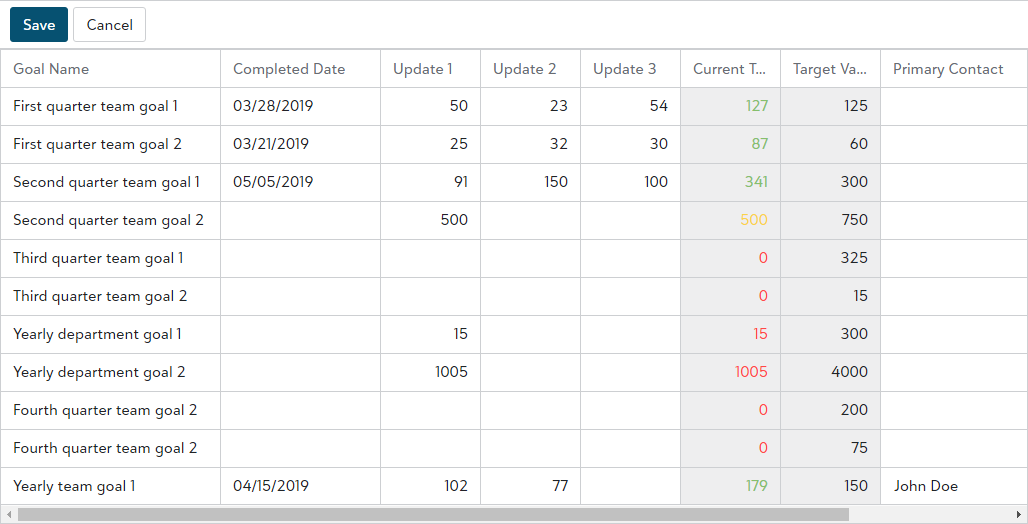 Save Cancel
Goal Name Completed Date Update 1 Update 2 Update 3 Current T... Target Va... Primary Contact
First quarter team goal 1 03/28/2019 50 23 54 127 125
First quarter team goal 2 03/21/2019 25 32 30 87 60
Second quarter team goal 1 05/05/2019 91 150 100 341 300
Second quarter team goal 2 500 500 750
Third quarter team goal 1 0 325
Third quarter team goal 2 0 15
Yearly department goal 1 15 15 300
Yearly department goal 2 1005 1005 4000
Fourth quarter team goal 2 0 200
Fourth quarter team goal 2 0 75
Yearly team goal 1 04/15/2019 102 77 179 150 John Doe